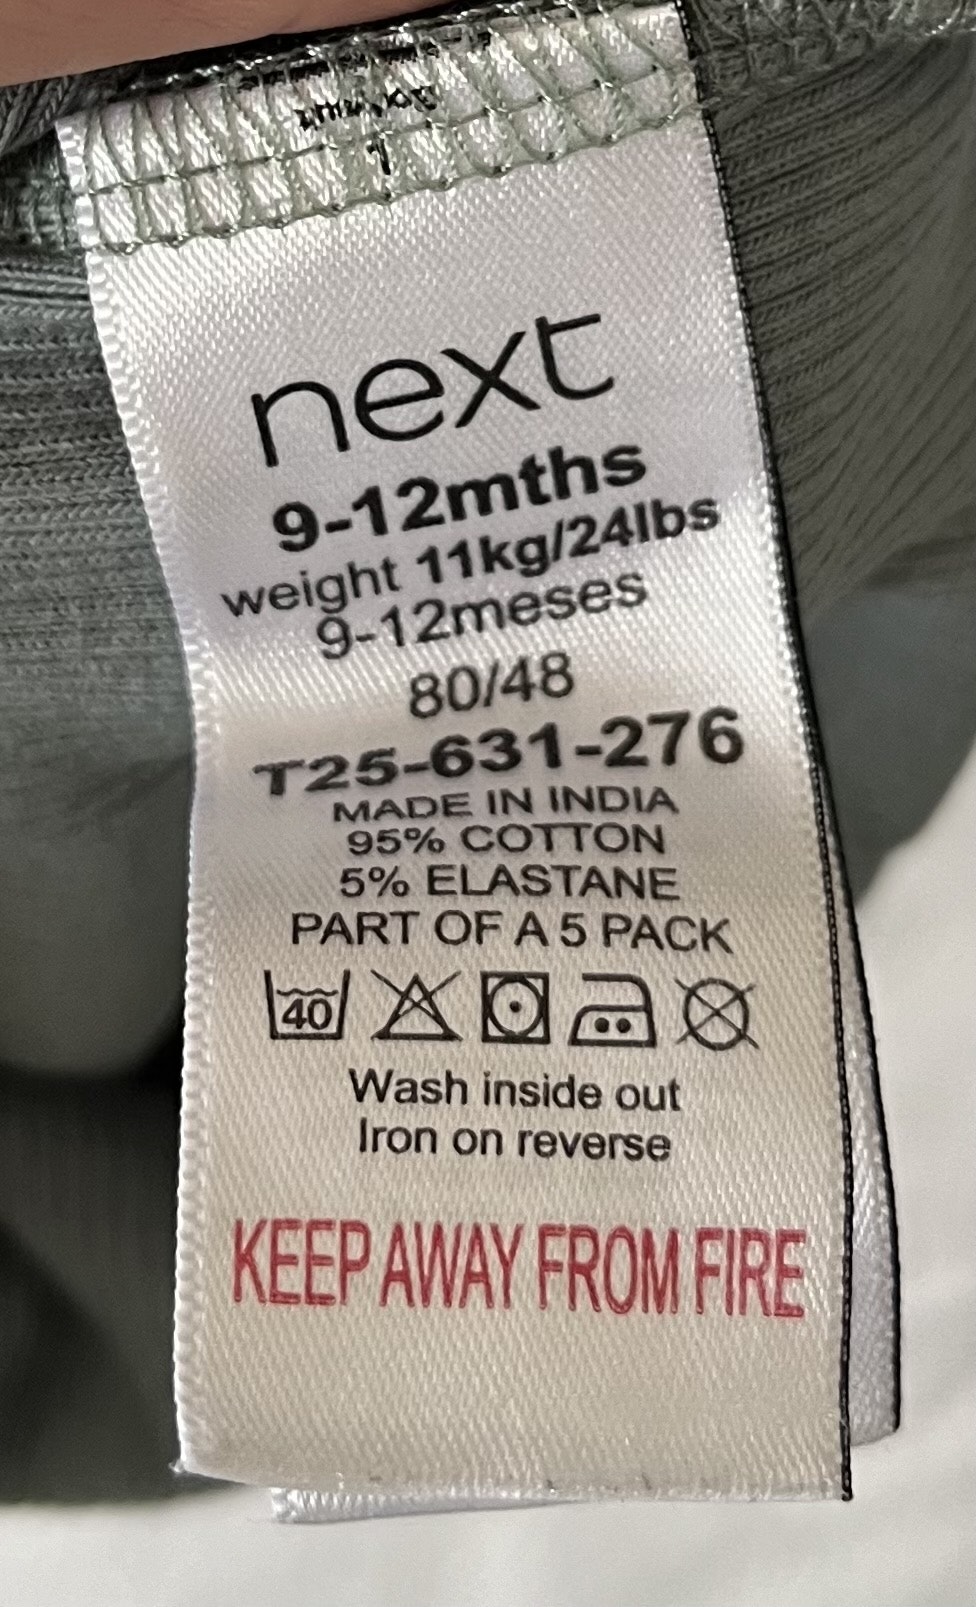 next
9-12mths
weight 11kg/24lbs
9-12meses
80/48
T25-631-276
MADE IN INDIA
95% COTTON
5% ELASTANE
PART OF A 5 PACK
40
Wash inside out
Iron on reverse
KEEP AWAY FROM FIRE